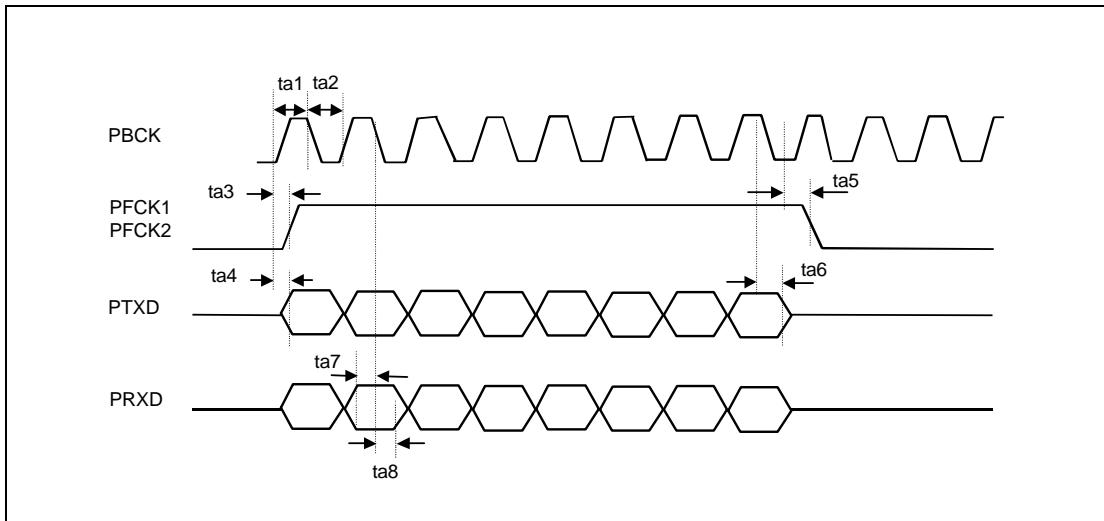 ta1 ta2
PBCK
ta3
ta5
PFCK1
PFCK2
ta4
ta6
PTXD
ta7
PRXD
ta8